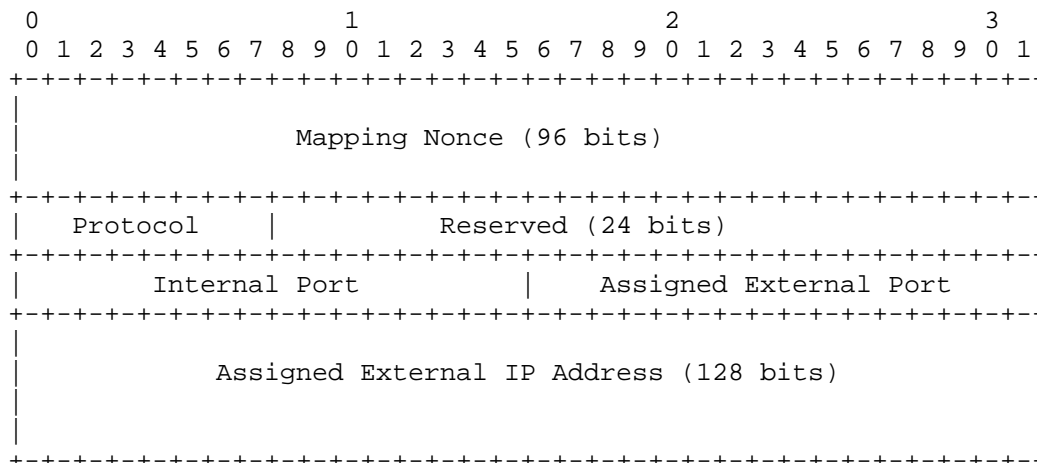 0                   1                   2                   3
 0 1 2 3 4 5 6 7 8 9 0 1 2 3 4 5 6 7 8 9 0 1 2 3 4 5 6 7 8 9 0 1
+-+-+-+-+-+-+-+-+-+-+-+-+-+-+-+-+-+-+-+-+-+-+-+-+-+-+-+-+-+-+-+-
|
|                 Mapping Nonce (96 bits)
|
+-+-+-+-+-+-+-+-+-+-+-+-+-+-+-+-+-+-+-+-+-+-+-+-+-+-+-+-+-+-+-+-
|   Protocol    |          Reserved (24 bits)
+-+-+-+-+-+-+-+-+-+-+-+-+-+-+-+-+-+-+-+-+-+-+-+-+-+-+-+-+-+-+-+-
|        Internal Port          |    Assigned External Port
+-+-+-+-+-+-+-+-+-+-+-+-+-+-+-+-+-+-+-+-+-+-+-+-+-+-+-+-+-+-+-+-
|
|            Assigned External IP Address (128 bits)
|
|
+-+-+-+-+-+-+-+-+-+-+-+-+-+-+-+-+-+-+-+-+-+-+-+-+-+-+-+-+-+-+-+-